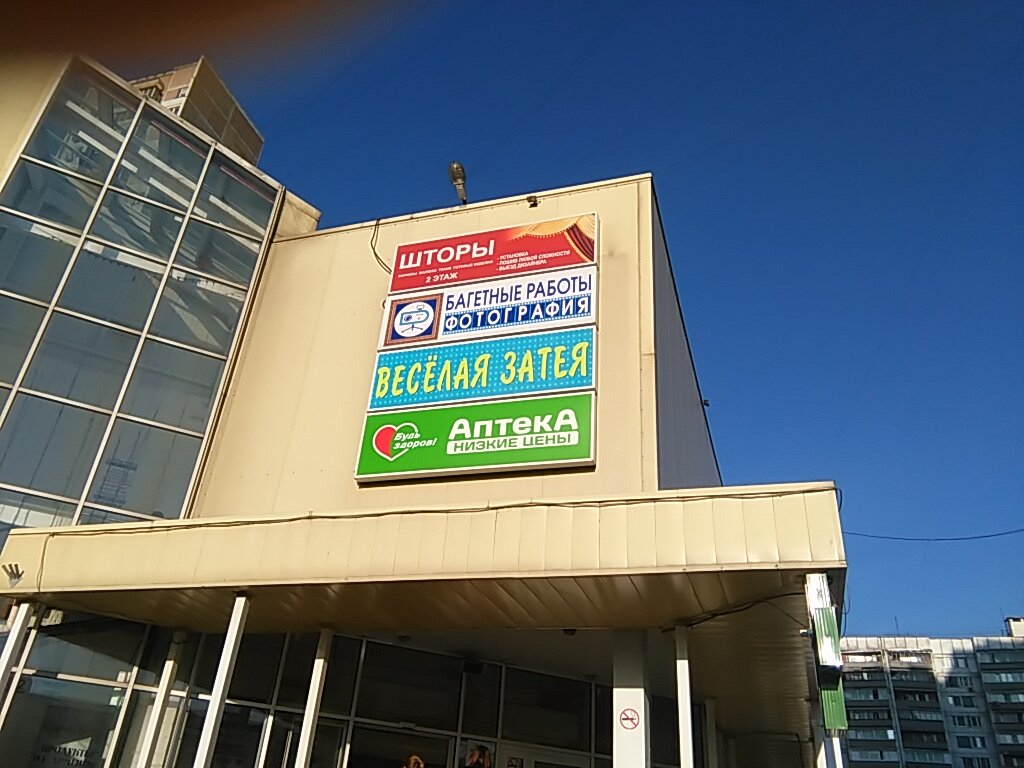 ШТОРЫ
2 ЭТАЖ
- УСТАНОВКА
- ПОШИВ ЛЮБОЙ СЛОЖНОСТИ
- ВЫЕЗД ДИЗАЙНЕРА
БАГЕТНЫЕ РАБОТЫ
ФОТОГРАФИЯ
ВЕСЁЛАЯ ЗАТЕЯ
Будь
здоров!
АптекА
НИЗКИЕ ЦЕНЫ
ПРОДУКТЫ